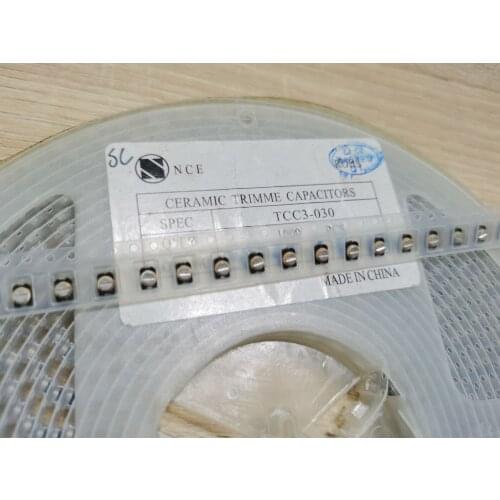 SC
NCE
CERAMIC TRIMME CAPACITORS
SPEC TCC3-030
MADE IN CHINA